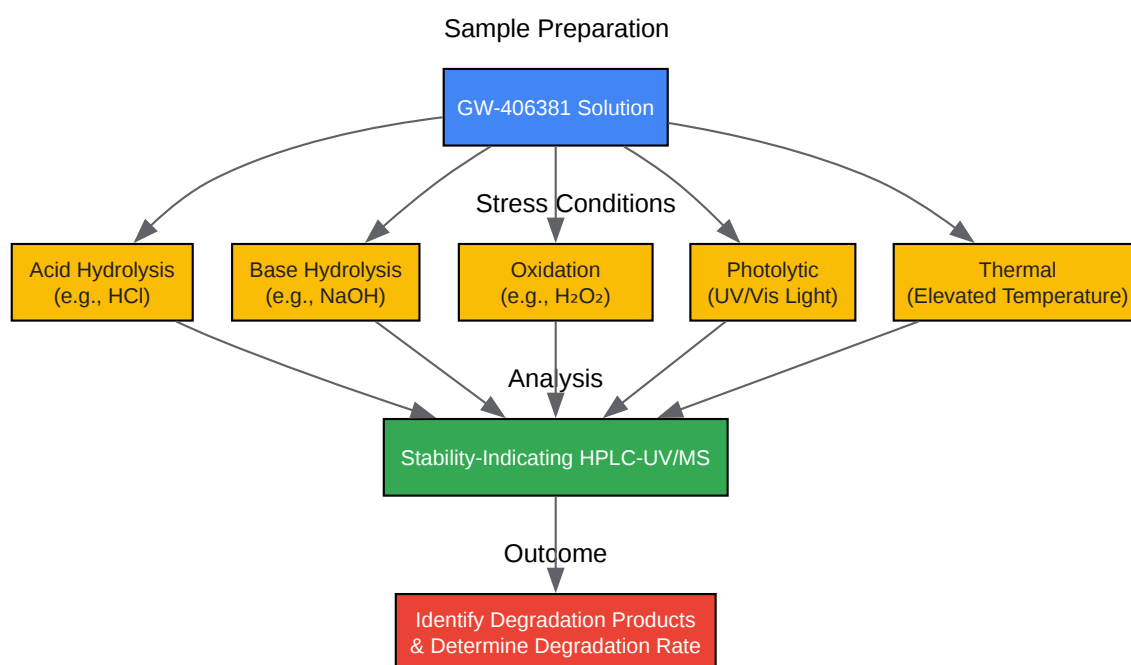 Sample Preparation
GW-406381 Solution
Stress Conditions
Acid Hydrolysis
(e.g., HCl)
Base Hydrolysis
(e.g., NaOH)
Oxidation
(e.g., H₂O₂)
Photolytic
(UV/Vis Light)
Thermal
(Elevated Temperature)
Analysis
Stability-Indicating HPLC-UV/MS
Outcome
Identify Degradation Products
& Determine Degradation Rate